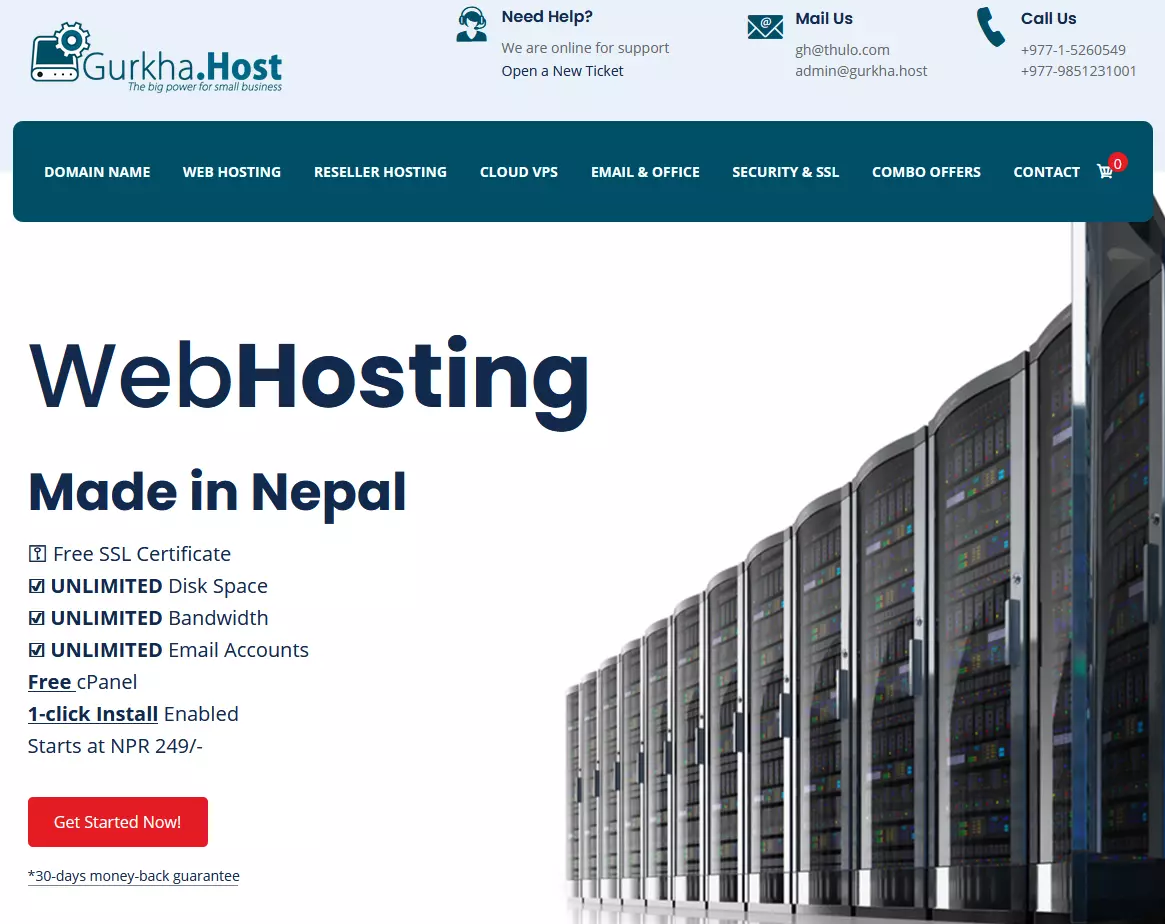 Gurkha.Host
The big power for small business
Need Help?
We are online for support
Open a New Ticket
Mail Us
gh@thulo.com
admin@gurkha.host
Call Us
+977-1-5260549
+977-9851231001
DOMAIN NAME WEB HOSTING RESELLER HOSTING CLOUD VPS EMAIL & OFFICE SECURITY & SSL COMBO OFFERS CONTACT 0
WebHosting
Made in Nepal
Free SSL Certificate
☑ UNLIMITED Disk Space
☑ UNLIMITED Bandwidth
☑ UNLIMITED Email Accounts
Free cPanel
1-click Install Enabled
Starts at NPR 249/-
Get Started Now!
*30-days money-back guarantee